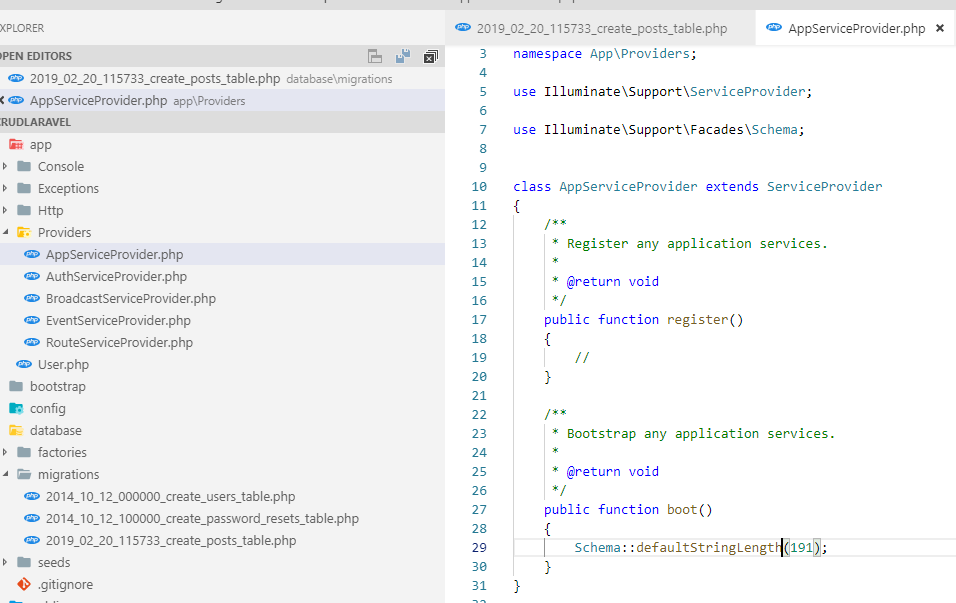 XPLORER
PEN EDITORS
2019_02_20_115733_create_posts_table.php database\migrations
AppServiceProvider.php app\Providers
CRUDLARAVEL
app
Console
Exceptions
Http
Providers
AppServiceProvider.php
AuthServiceProvider.php
BroadcastServiceProvider.php
EventServiceProvider.php
RouteServiceProvider.php
User.php
bootstrap
config
database
factories
migrations
2014_10_12_000000_create_users_table.php
2014_10_12_100000_create_password_resets_table.php
2019_02_20_115733_create_posts_table.php
seeds
.gitignore
2019_02_20_115733_create_posts_table.php
AppServiceProvider.php
3 namespace App\Providers;
4
5 use Illuminate\Support\ServiceProvider;
6
7 use Illuminate\Support\Facades\Schema;
8
9
10 class AppServiceProvider extends ServiceProvider
11 {
12 /**
13 * Register any application services.
14 *
15 * @return void
16 */
17 public function register()
18 {
19 //
20 }
21
22 /**
23 * Bootstrap any application services.
24 *
25 * @return void
26 */
27 public function boot()
28 {
29 Schema::defaultStringLength(191);
30 }
31 }